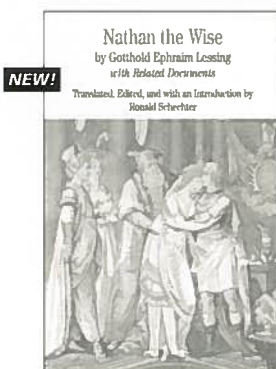 NEW!
Nathan the Wise
by Gotthold Ephraim Lessing
with Related Documents
Translated, Edited, and with an Introduction by
Ronald Schechter